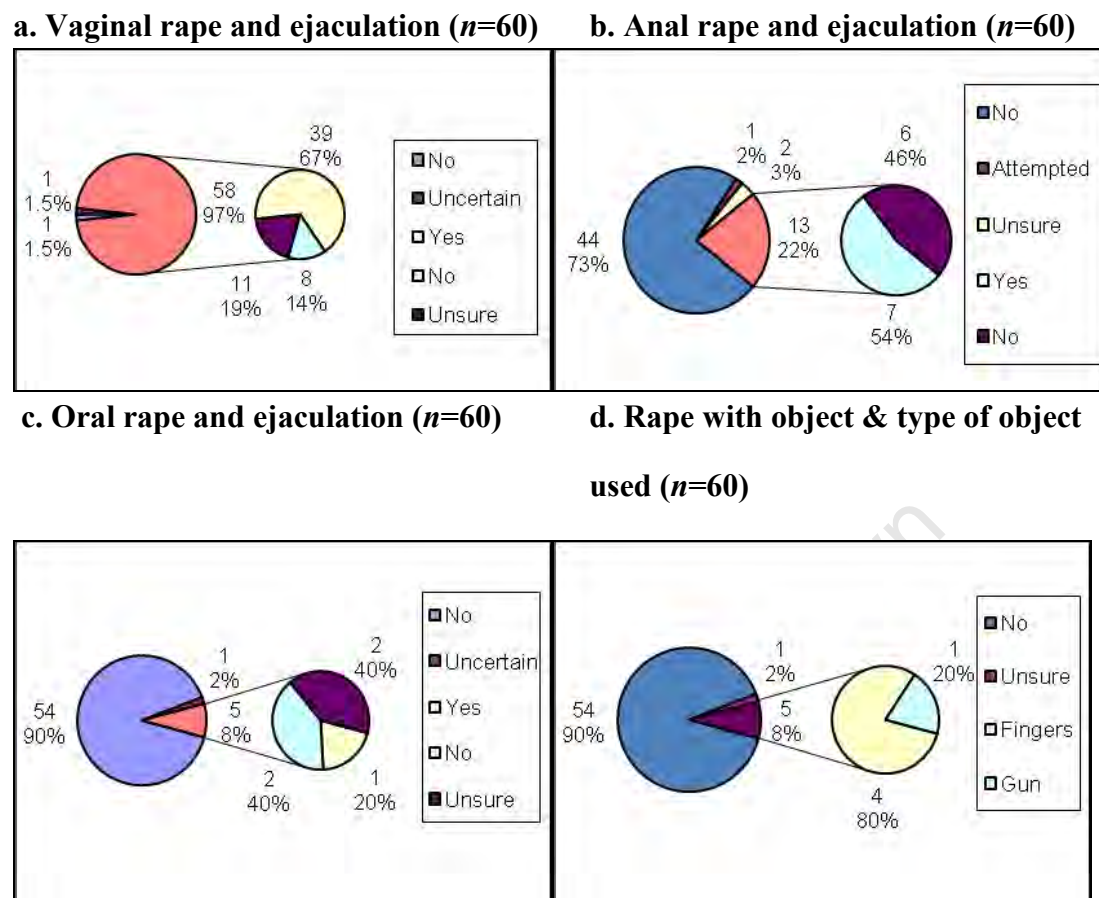 a. Vaginal rape and ejaculation (n=60)
1
1.5%
1
1.5%
58
97%
39
67%
11
19%
8
14%
No
Uncertain
Yes
No
Unsure
b. Anal rape and ejaculation (n=60)
44
73%
1
2%
2
3%
13
22%
6
46%
7
54%
No
Attempted
Unsure
Yes
No
c. Oral rape and ejaculation (n=60)
54
90%
1
2%
5
8%
2
40%
2
40%
1
20%
No
Uncertain
Yes
No
Unsure
d. Rape with object & type of object
used (n=60)
54
90%
1
2%
5
8%
1
20%
4
80%
No
Unsure
Fingers
Gun